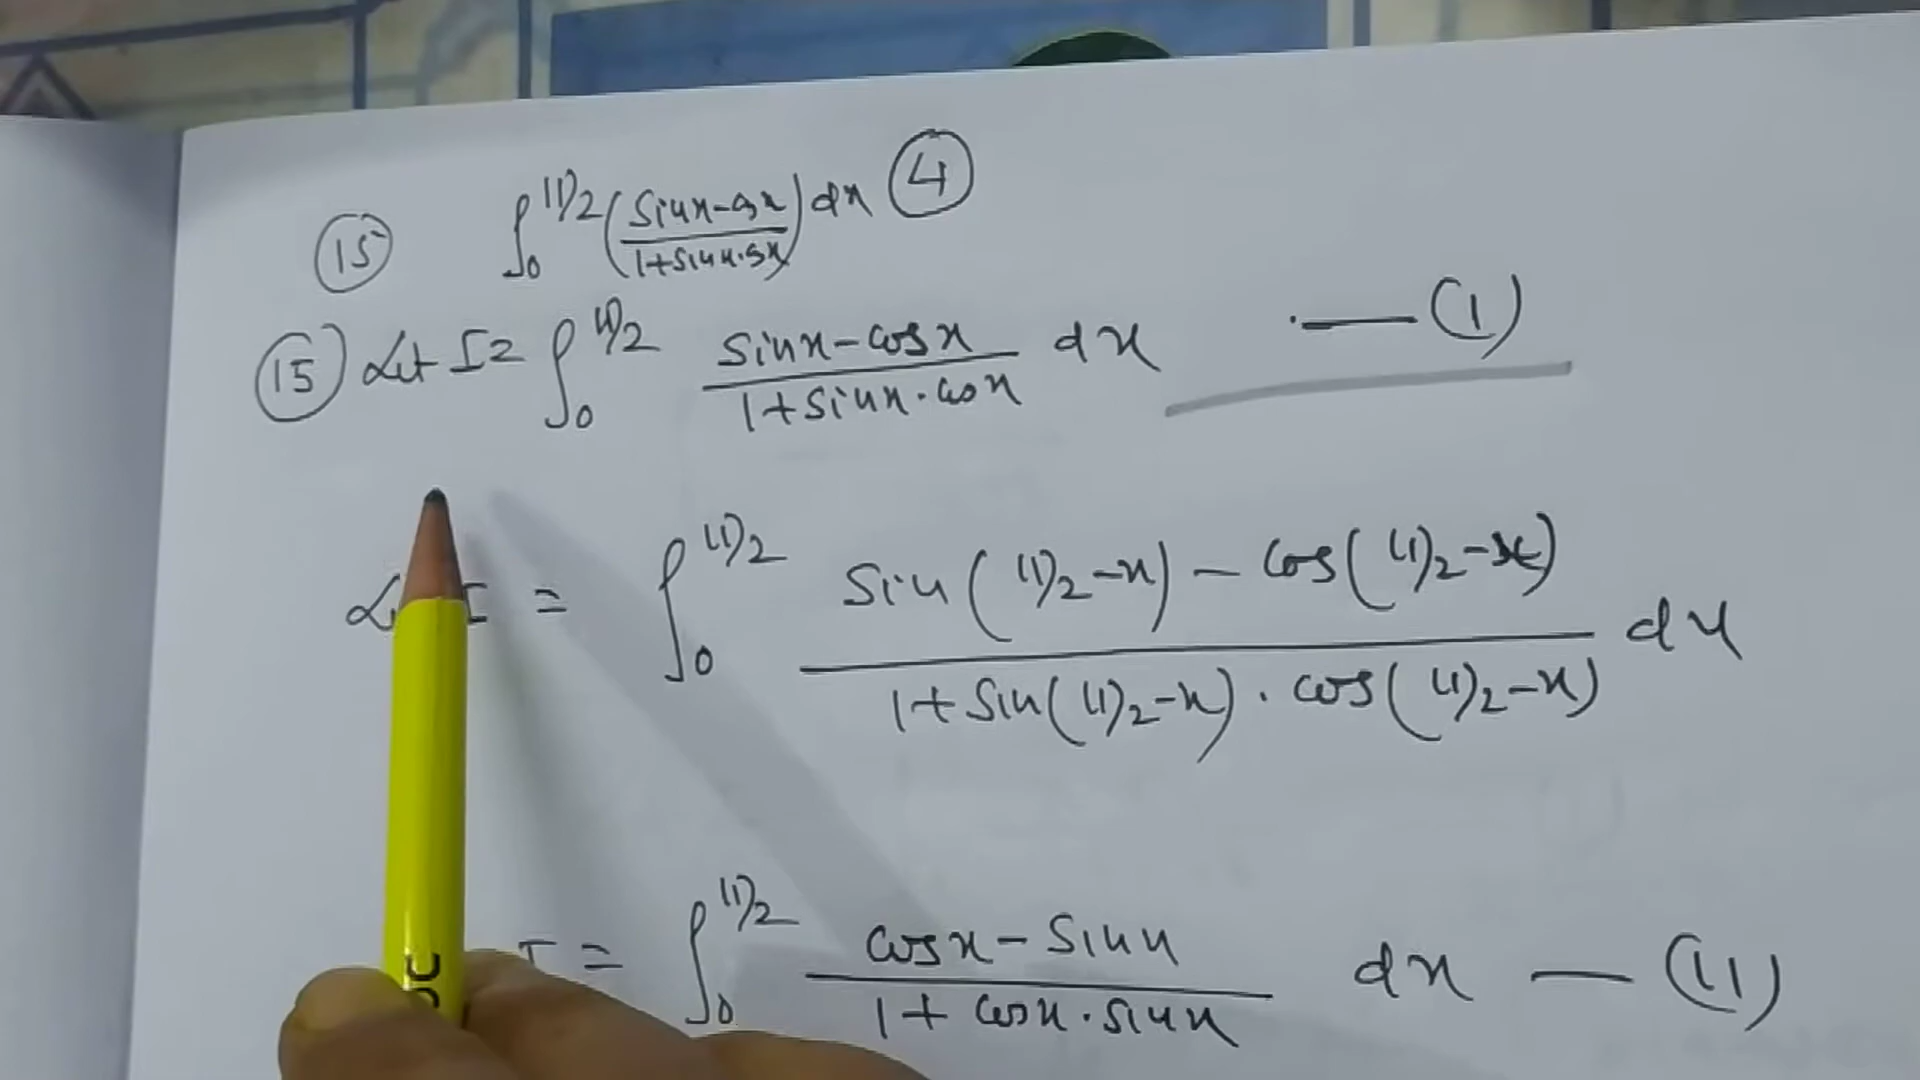 (15) ∫₀^π/2 (sinx-cosx / 1+sinx.cosx) dx (4)
(15) Let I = ∫₀^π/2 sinx-cosx / 1+sinx.cosx dx — (1)
Let I = ∫₀^π/2 sin(π/2-x) - cos(π/2-x) / 1+sin(π/2-x).cos(π/2-x) dx
I = ∫₀^π/2 cosx-sinx / 1+cosx.sinx dx — (11)